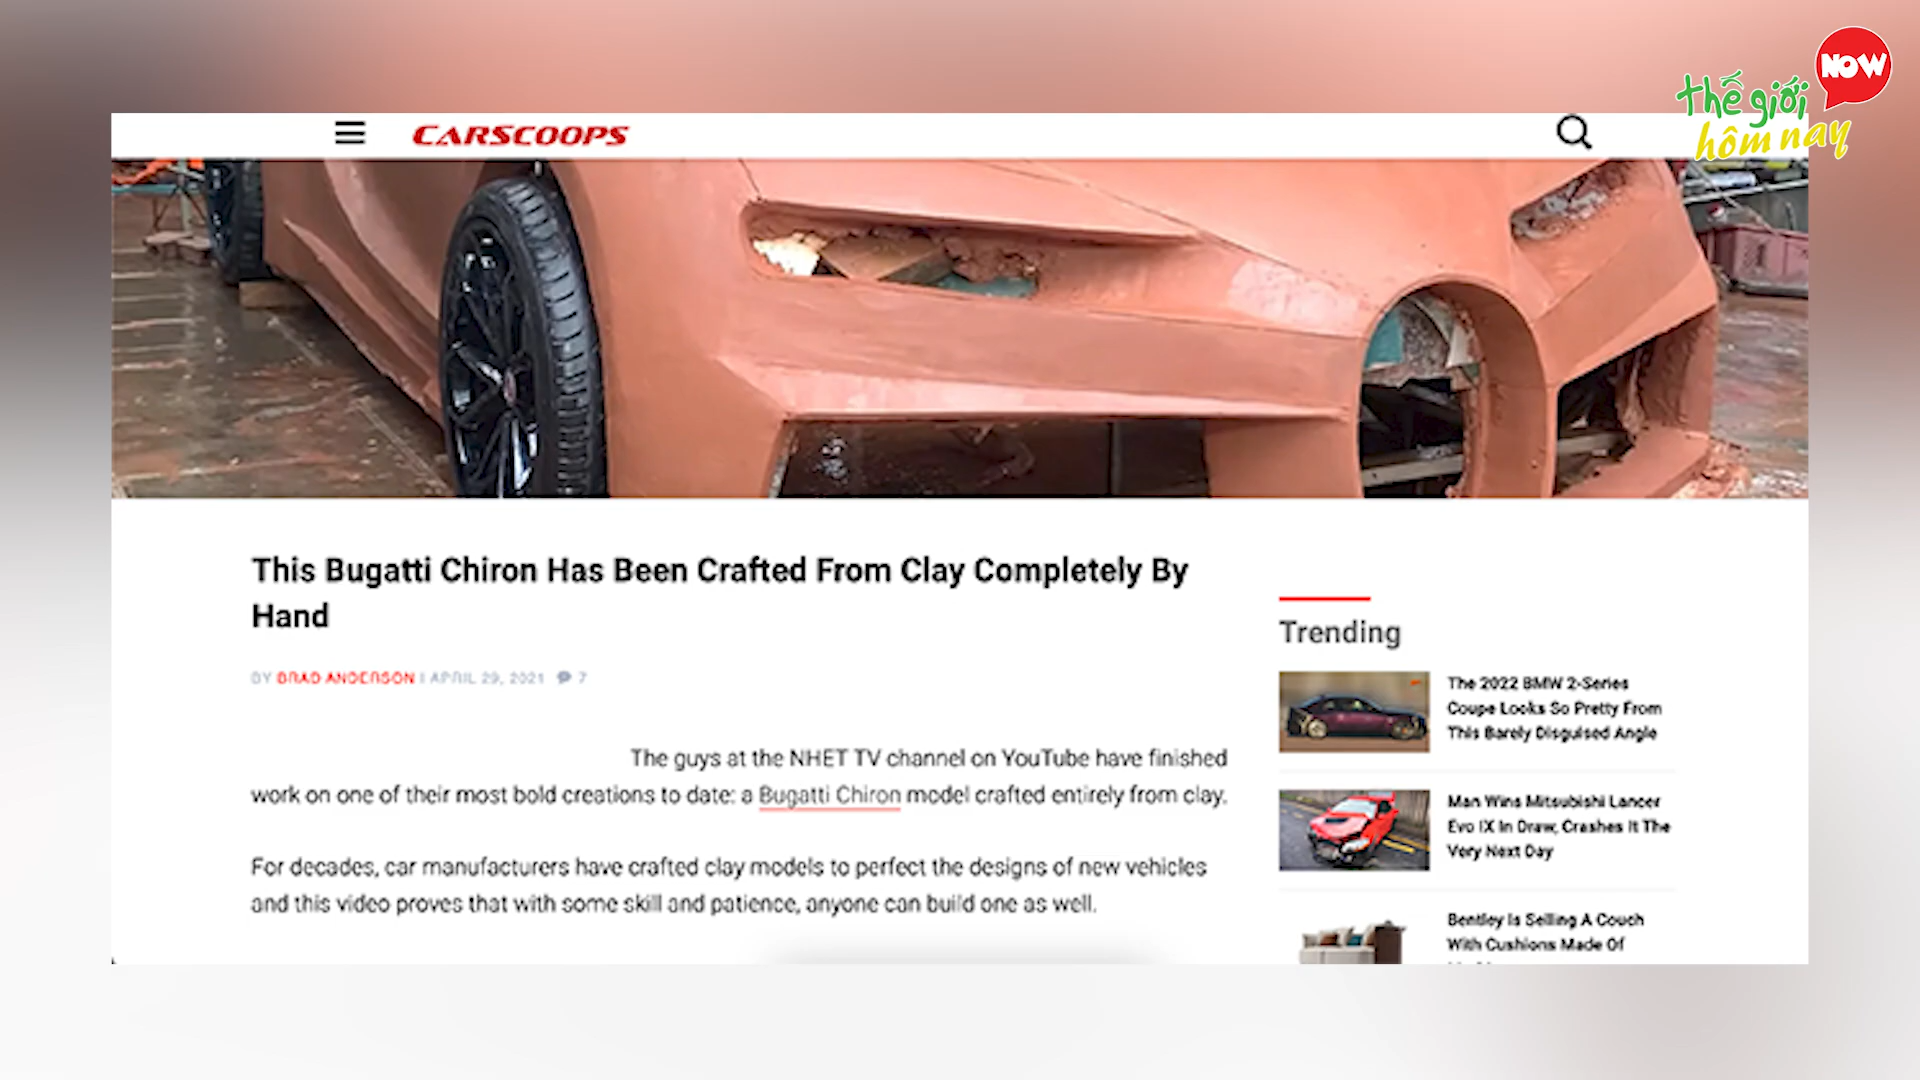 NOW
thế giới
hôm nay
CARSCOOPS
This Bugatti Chiron Has Been Crafted From Clay Completely By
Hand
BY BRAD ANDERSON | APRIL 29, 2021 7
The guys at the NHET TV channel on YouTube have finished
work on one of their most bold creations to date: a Bugatti Chiron model crafted entirely from clay.
For decades, car manufacturers have crafted clay models to perfect the designs of new vehicles
and this video proves that with some skill and patience, anyone can build one as well.
Trending
The 2022 BMW 2-Series
Coupe Looks So Pretty From
This Barely Disguised Angle
Man Wins Mitsubishi Lancer
Evo IX In Draw, Crashes It The
Very Next Day
Bentley Is Selling A Couch
With Cushions Made Of